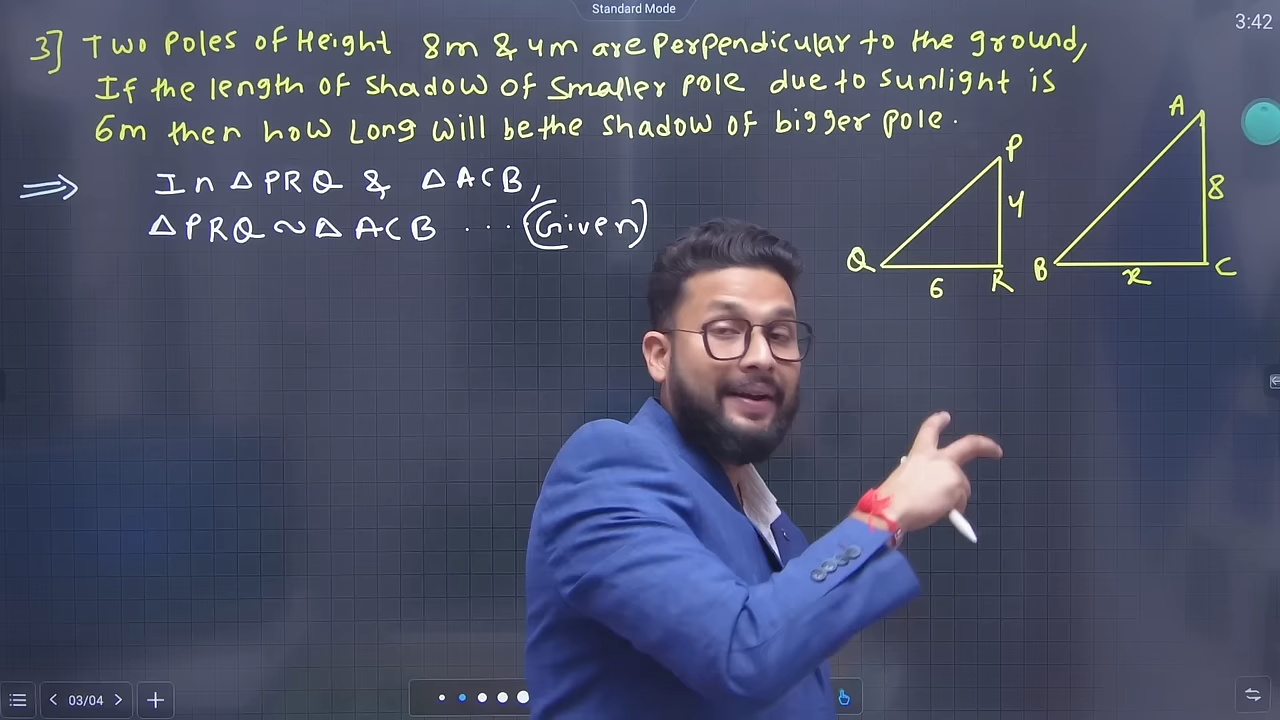 Standard Mode
3:42
3] Two Poles of Height 8m & 4m are Perpendicular to the ground,
If the length of shadow of smaller pole due to sunlight is
6m then how Long will be the shadow of bigger pole.
⇒ In △PRQ & △ACB,
△PRQ ~ △ACB ... (Given)
P
4
Q
6
R
A
8
B
x
C
03/04